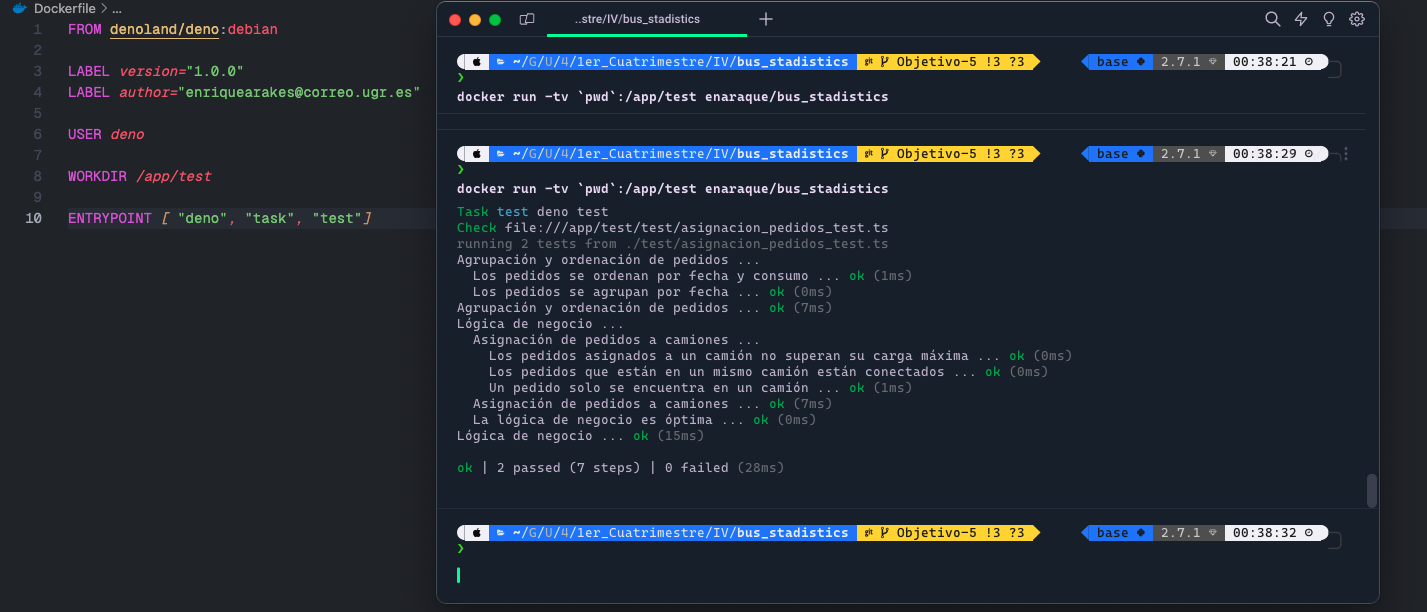 Dockerfile > ...
1 FROM denoland/deno:debian
2
3 LABEL version="1.0.0"
4 LABEL author="enriquearakes@correo.ugr.es"
5
6 USER deno
7
8 WORKDIR /app/test
9
10 ENTRYPOINT [ "deno", "task", "test"]
..stre/IV/bus_stadistics
~/G/U/4/1er_Cuatrimestre/IV/bus_stadistics git Objetivo-5 !3 ?3 base 2.7.1 00:38:21
❯
docker run -tv `pwd`:/app/test enaraque/bus_stadistics
~/G/U/4/1er_Cuatrimestre/IV/bus_stadistics git Objetivo-5 !3 ?3 base 2.7.1 00:38:29
❯
docker run -tv `pwd`:/app/test enaraque/bus_stadistics
Task test deno test
Check file:///app/test/test/asignacion_pedidos_test.ts
running 2 tests from ./test/asignacion_pedidos_test.ts
Agrupación y ordenación de pedidos ...
  Los pedidos se ordenan por fecha y consumo ... ok (1ms)
  Los pedidos se agrupan por fecha ... ok (0ms)
Agrupación y ordenación de pedidos ... ok (7ms)
Lógica de negocio ...
  Asignación de pedidos a camiones ...
    Los pedidos asignados a un camión no superan su carga máxima ... ok (0ms)
    Los pedidos que están en un mismo camión están conectados ... ok (0ms)
    Un pedido solo se encuentra en un camión ... ok (1ms)
  Asignación de pedidos a camiones ... ok (7ms)
  La lógica de negocio es óptima ... ok (0ms)
Lógica de negocio ... ok (15ms)
ok | 2 passed (7 steps) | 0 failed (28ms)
~/G/U/4/1er_Cuatrimestre/IV/bus_stadistics git Objetivo-5 !3 ?3 base 2.7.1 00:38:32
❯